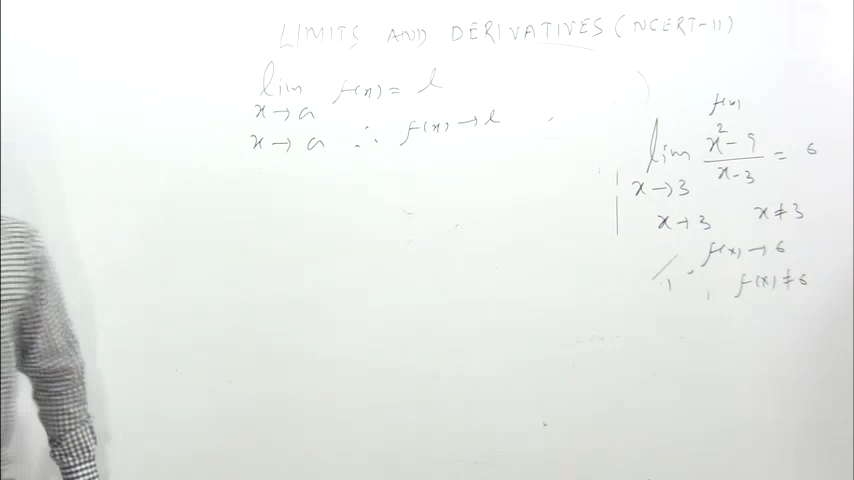 LIMITS AND DERIVATIVES (NCERT-11)
lim f(x) = l
x → a
x → a ∴ f(x) → l
f(x)
lim x² - 9 / x - 3 = 6
x → 3
x → 3 x ≠ 3
f(x) → 6
f(x) ≠ 6